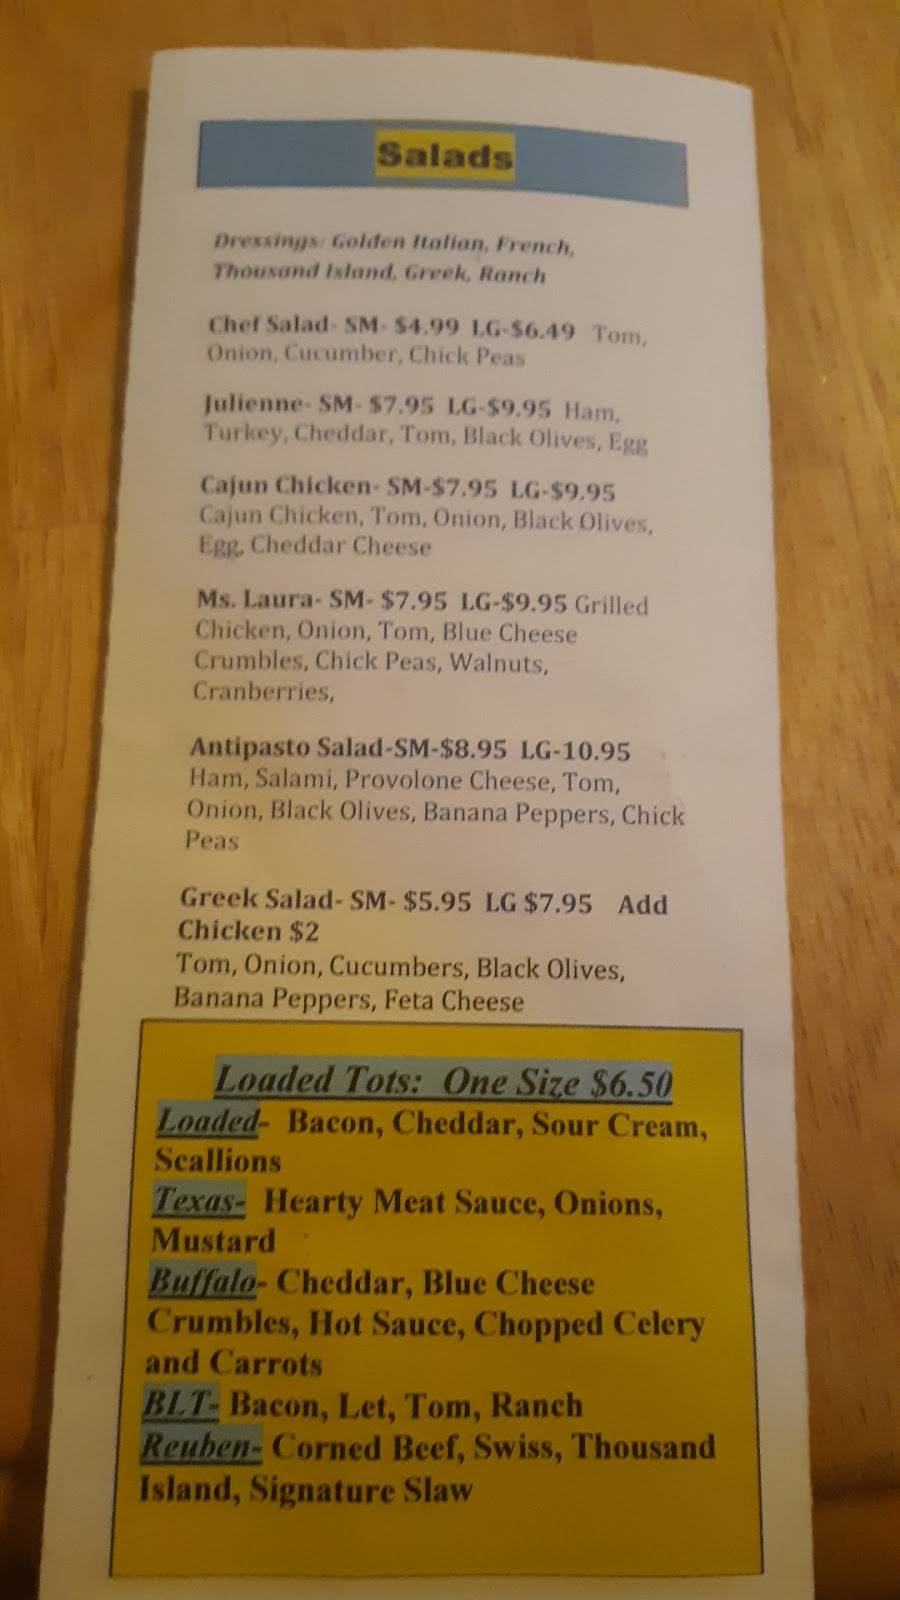 Salads
Dressings: Golden Italian, French,
Thousand Island, Greek, Ranch
Chef Salad- SM- $4.99 LG-$6.49 Tom,
Onion, Cucumber, Chick Peas
Julienne- SM- $7.95 LG-$9.95 Ham,
Turkey, Cheddar, Tom, Black Olives, Egg
Cajun Chicken- SM-$7.95 LG-$9.95
Cajun Chicken, Tom, Onion, Black Olives,
Egg, Cheddar Cheese
Ms. Laura- SM- $7.95 LG-$9.95 Grilled
Chicken, Onion, Tom, Blue Cheese
Crumbles, Chick Peas, Walnuts,
Cranberries,
Antipasto Salad-SM-$8.95 LG-10.95
Ham, Salami, Provolone Cheese, Tom,
Onion, Black Olives, Banana Peppers, Chick
Peas
Greek Salad- SM- $5.95 LG $7.95 Add
Chicken $2
Tom, Onion, Cucumbers, Black Olives,
Banana Peppers, Feta Cheese
Loaded Tots: One Size $6.50
Loaded- Bacon, Cheddar, Sour Cream,
Scallions
Texas- Hearty Meat Sauce, Onions,
Mustard
Buffalo- Cheddar, Blue Cheese
Crumbles, Hot Sauce, Chopped Celery
and Carrots
BLT- Bacon, Let, Tom, Ranch
Reuben- Corned Beef, Swiss, Thousand
Island, Signature Slaw